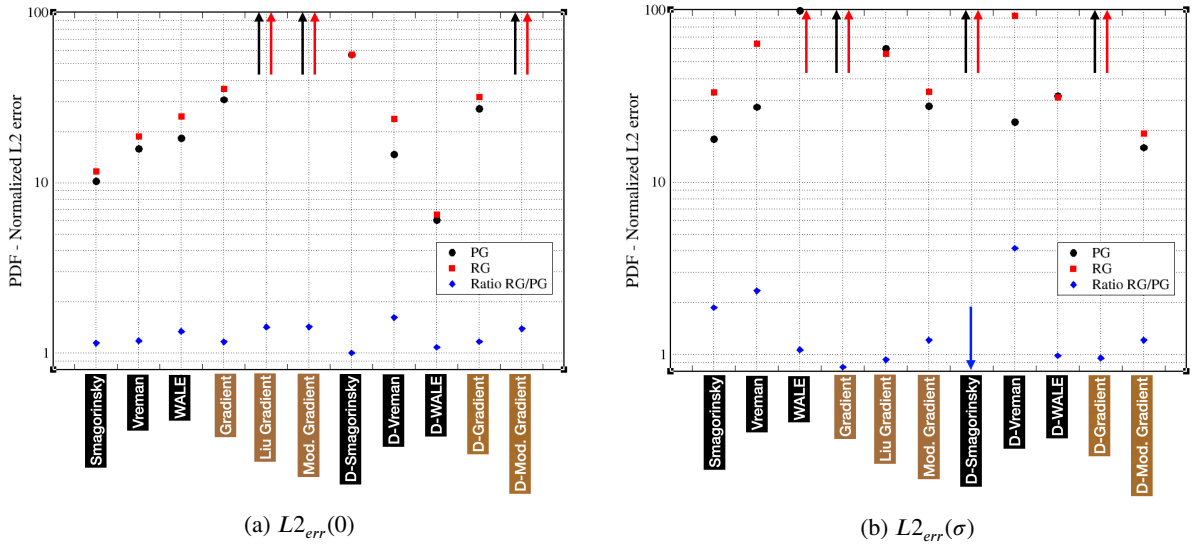 100
10
1
PDF - Normalized L2 error
PG
RG
Ratio RG/PG
Smagorinsky
Vreman
WALE
Gradient
Liu Gradient
Mod. Gradient
D-Smagorinsky
D-Vreman
D-WALE
D-Gradient
D-Mod. Gradient
(a) L2err(0)
100
10
1
PDF - Normalized L2 error
PG
RG
Ratio RG/PG
Smagorinsky
Vreman
WALE
Gradient
Liu Gradient
Mod. Gradient
D-Smagorinsky
D-Vreman
D-WALE
D-Gradient
D-Mod. Gradient
(b) L2err(σ)